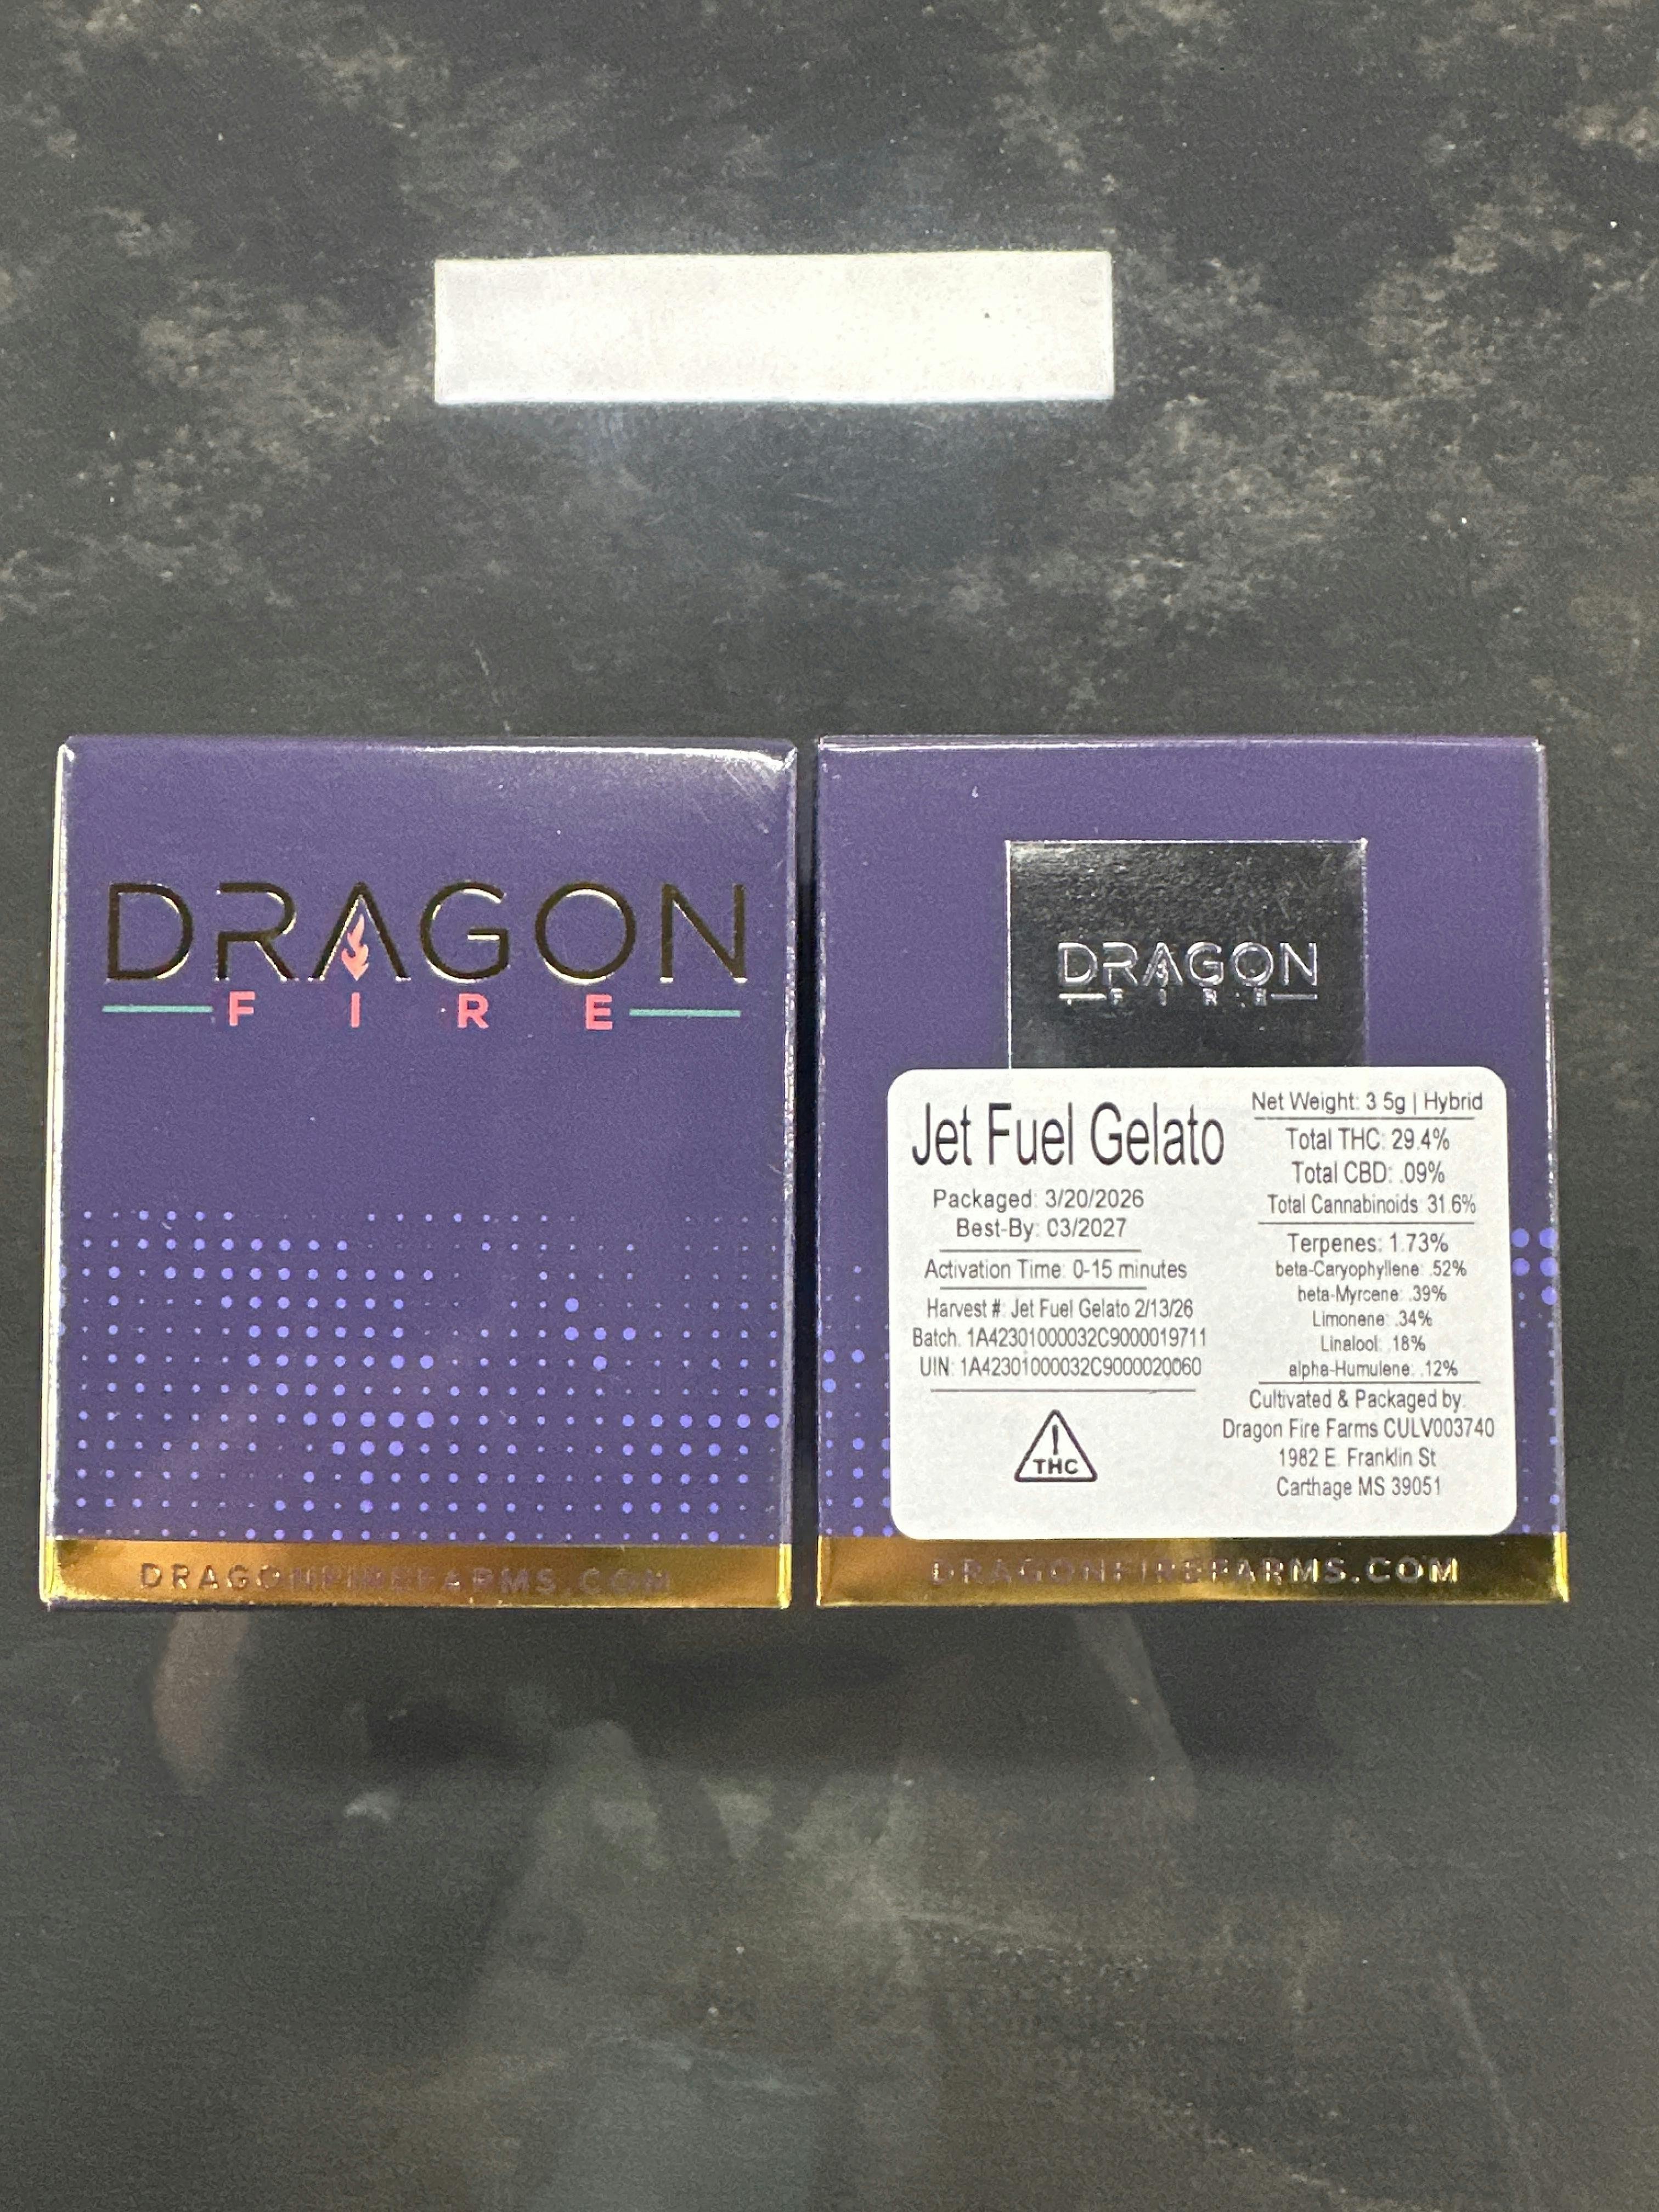 DRAGON
FIRE
DRAGONFIREFARMS.COM
DRAGON
FIRE
Jet Fuel Gelato
Packaged: 3/20/2026
Best-By: 03/2027
Activation Time: 0-15 minutes
Harvest #: Jet Fuel Gelato 2/13/26
Batch: 1A42301000032C9000019711
UIN: 1A42301000032C9000020060
THC
Net Weight: 3.5g | Hybrid
Total THC: 29.4%
Total CBD: .09%
Total Cannabinoids: 31.6%
Terpenes: 1.73%
beta-Caryophyllene: .52%
beta-Myrcene: .39%
Limonene: .34%
Linalool: .18%
alpha-Humulene: .12%
Cultivated & Packaged by:
Dragon Fire Farms CULV003740
1982 E. Franklin St
Carthage MS 39051
DRAGONFIREFARMS.COM